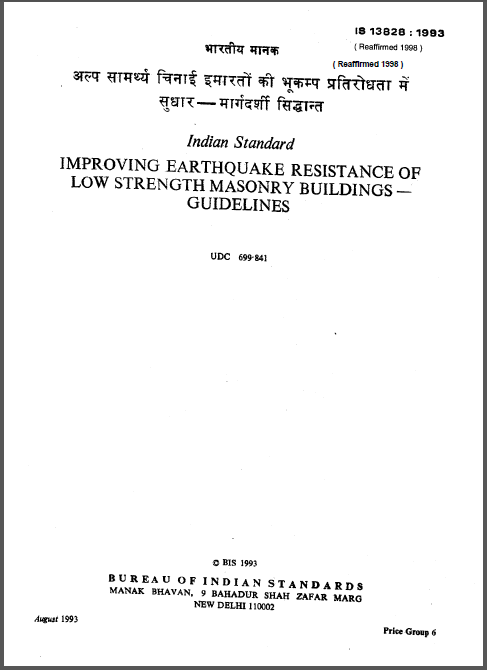 IS 13828 : 1993
( Reaffirmed 1998 )
( Reaffirmed 1998 )
भारतीय मानक
अल्प सामर्थ्य चिनाई इमारतों की भूकम्प प्रतिरोधता में
सुधार — मार्गदर्शी सिद्धान्त
Indian Standard
IMPROVING EARTHQUAKE RESISTANCE OF
LOW STRENGTH MASONRY BUILDINGS —
GUIDELINES
UDC 699·841
© BIS 1993
BUREAU OF INDIAN STANDARDS
MANAK BHAVAN, 9 BAHADUR SHAH ZAFAR MARG
NEW DELHI 110002
August 1993
Price Group 6